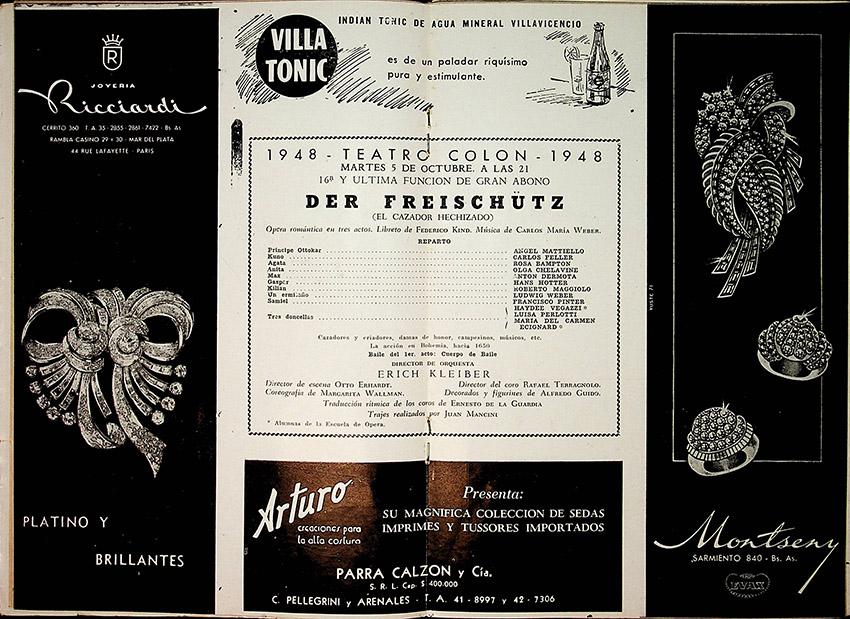 R
JOYERIA
Ricciardi
CERRITO 360 T. A. 35 - 2855 - 2861 - 7422 - Bs. As
RAMBLA CASINO 29 y 30 - MAR DEL PLATA
44 RUE LAFAYETTE - PARIS
PLATINO Y
BRILLANTES
INDIAN TONIC DE AGUA MINERAL VILLAVICENCIO
VILLA
TONIC
es de un paladar riquísimo
pura y estimulante.
1948 - TEATRO COLON - 1948
MARTES 5 DE OCTUBRE. A LAS 21
16ª Y ULTIMA FUNCION DE GRAN ABONO
DER FREISCHÜTZ
(EL CAZADOR HECHIZADO)
Opera romántica en tres actos. Libreto de FEDERICO KIND. Música de CARLOS MARÍA WEBER.
REPARTO
Príncipe Ottokar ANGEL MATTIELLO
Kuno CARLOS FELLER
Agata ROSA BAMPTON
Anita OLGA CHELAVINE
Max ANTON DERMOTA
Gaspar HANS HOTTER
Kilian ROBERTO MAGGIOLO
Un ermitaño LUDWIG WEBER
Samiel FRANCISCO PINTER
Tres doncellas HAYDEE VEGAZZI *
LUISA PERLOTTI
MARIA DEL CARMEN
ECIGNARD *
Cazadores y criadores, damas de honor, campesinos, músicos, etc.
La acción en Bohemia, hacia 1650
Baile del 1er. acto: Cuerpo de Baile
DIRECTOR DE ORQUESTA
ERICH KLEIBER
Director de escena OTTO ERHARDT. Director del coro RAFAEL TERRAGNOLO.
Coreografía de MARGARITA WALLMAN. Decorados y figurines de ALFREDO GUIDO.
Traducción rítmica de los coros de ERNESTO DE LA GUARDIA
Trajes realizados por JUAN MANCINI
* Alumnas de la Escuela de Opera.
Arturo
creaciones para
la alta costura
Presenta:
SU MAGNIFICA COLECCION DE SEDAS
IMPRIMES Y TUSSORES IMPORTADOS
PARRA CALZON y Cía.
S. R. L. Cap. $ 400.000
C. PELLEGRINI y ARENALES - T. A. 41 - 8997 y 42 - 7306
Montseny
SARMIENTO 840 - Bs. As.
EVAX